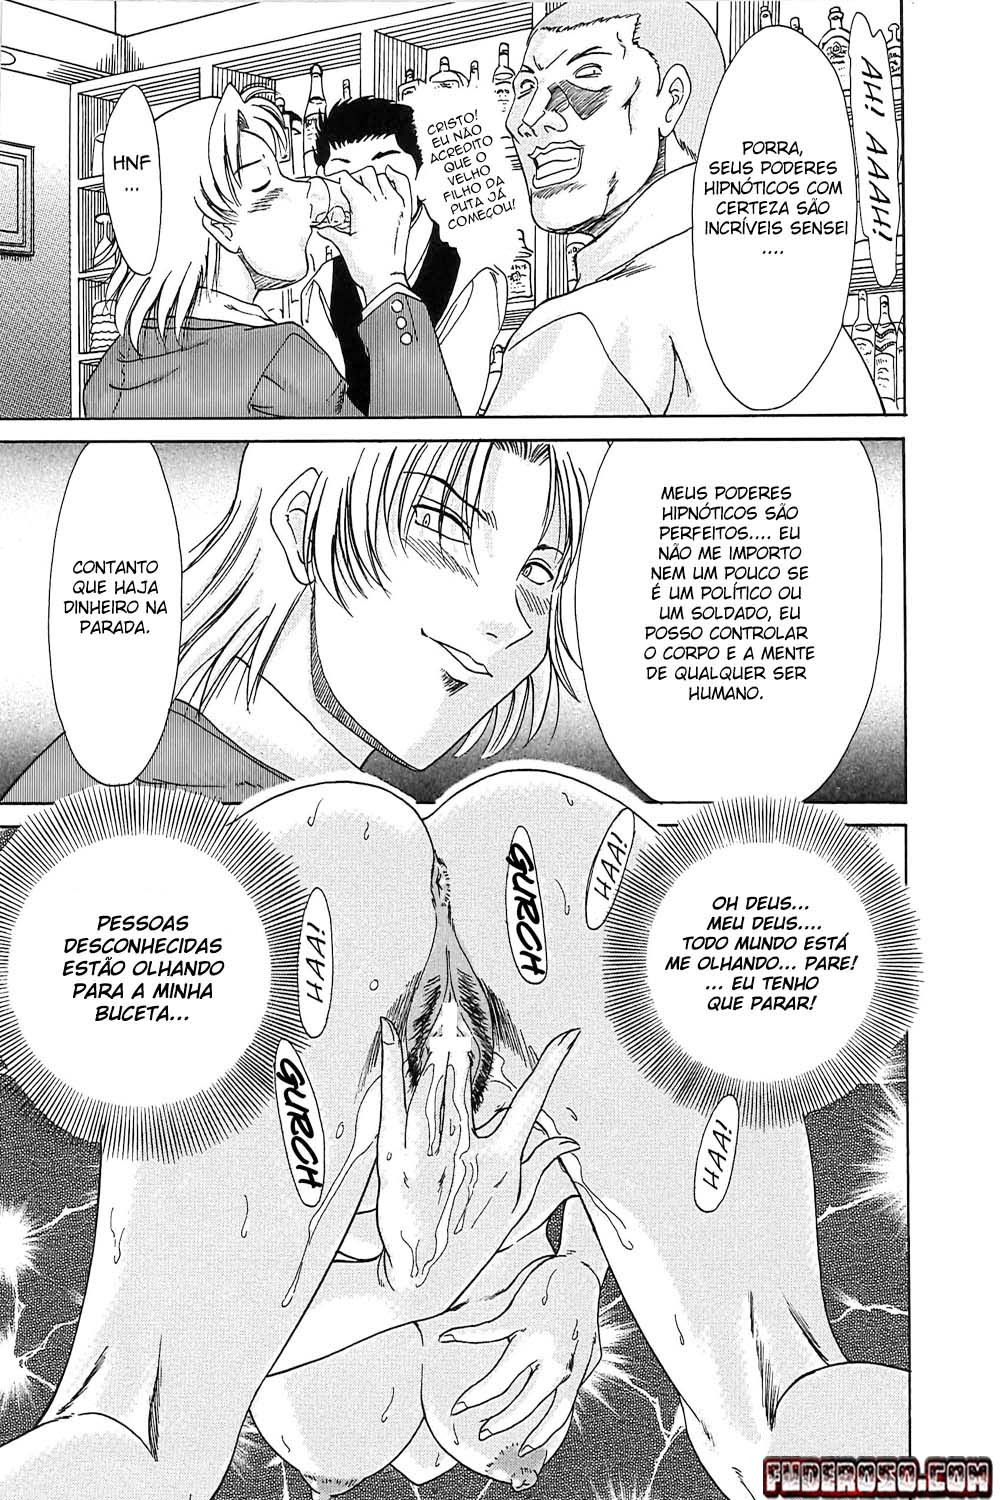 AH! AAAH!
PORRA,
SEUS PODERES
HIPNÓTICOS COM
CERTEZA SÃO
INCRÍVEIS SENSEI
....
CRISTO!
EU NÃO
ACREDITO
QUE O
VELHO
FILHO DA
PUTA JÁ
COMEÇOU!
HNF
...
MEUS PODERES
HIPNÓTICOS SÃO
PERFEITOS.... EU
NÃO ME IMPORTO
NEM UM POUCO SE
É UM POLÍTICO OU
UM SOLDADO, EU
POSSO CONTROLAR
O CORPO E A MENTE
DE QUALQUER SER
HUMANO.
CONTANTO
QUE HAJA
DINHEIRO NA
PARADA.
HAA!
GURCH
OH DEUS...
MEU DEUS....
TODO MUNDO ESTÁ
ME OLHANDO... PARE!
... EU TENHO
QUE PARAR!
HAA!
PESSOAS
DESCONHECIDAS
ESTÃO OLHANDO
PARA A MINHA
BUCETA...
HAA!
GURCH
FUDEROSO.COM